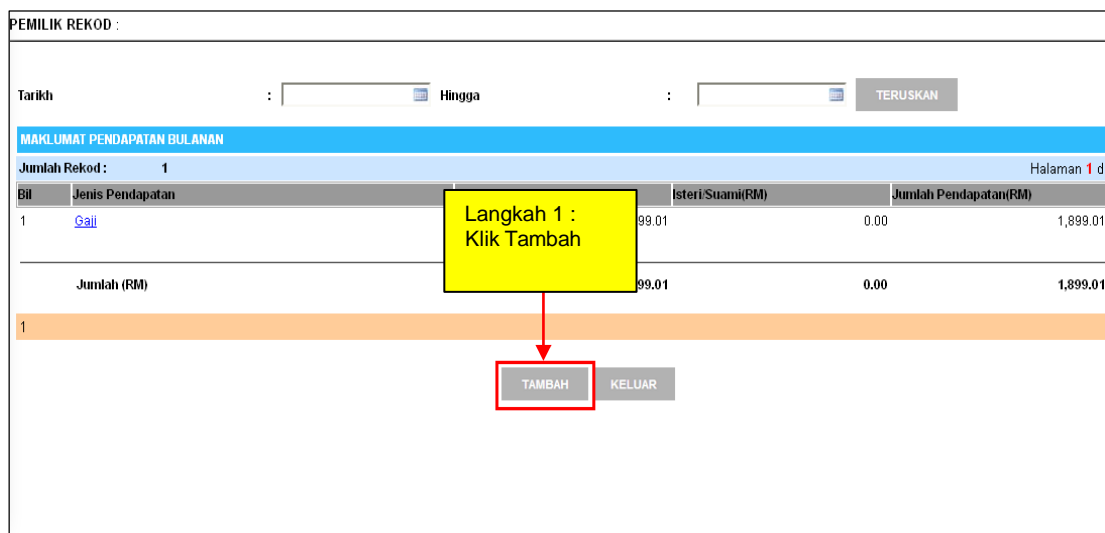 PEMILIK REKOD :
Tarikh : Hingga : TERUSKAN
MAKLUMAT PENDAPATAN BULANAN
Jumlah Rekod : 1 Halaman 1 d
Bil Jenis Pendapatan Isteri/Suami(RM) Jumlah Pendapatan(RM)
1 Gaji 99.01 0.00 1,899.01
Langkah 1 :
Klik Tambah
Jumlah (RM) 99.01 0.00 1,899.01
1
TAMBAH KELUAR